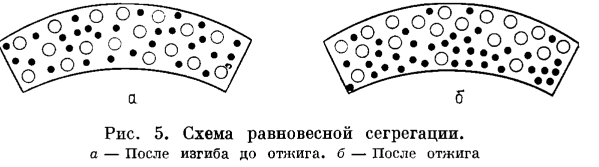 а б
Рис. 5. Схема равновесной сегрегации.
а — После изгиба до отжига. б — После отжига